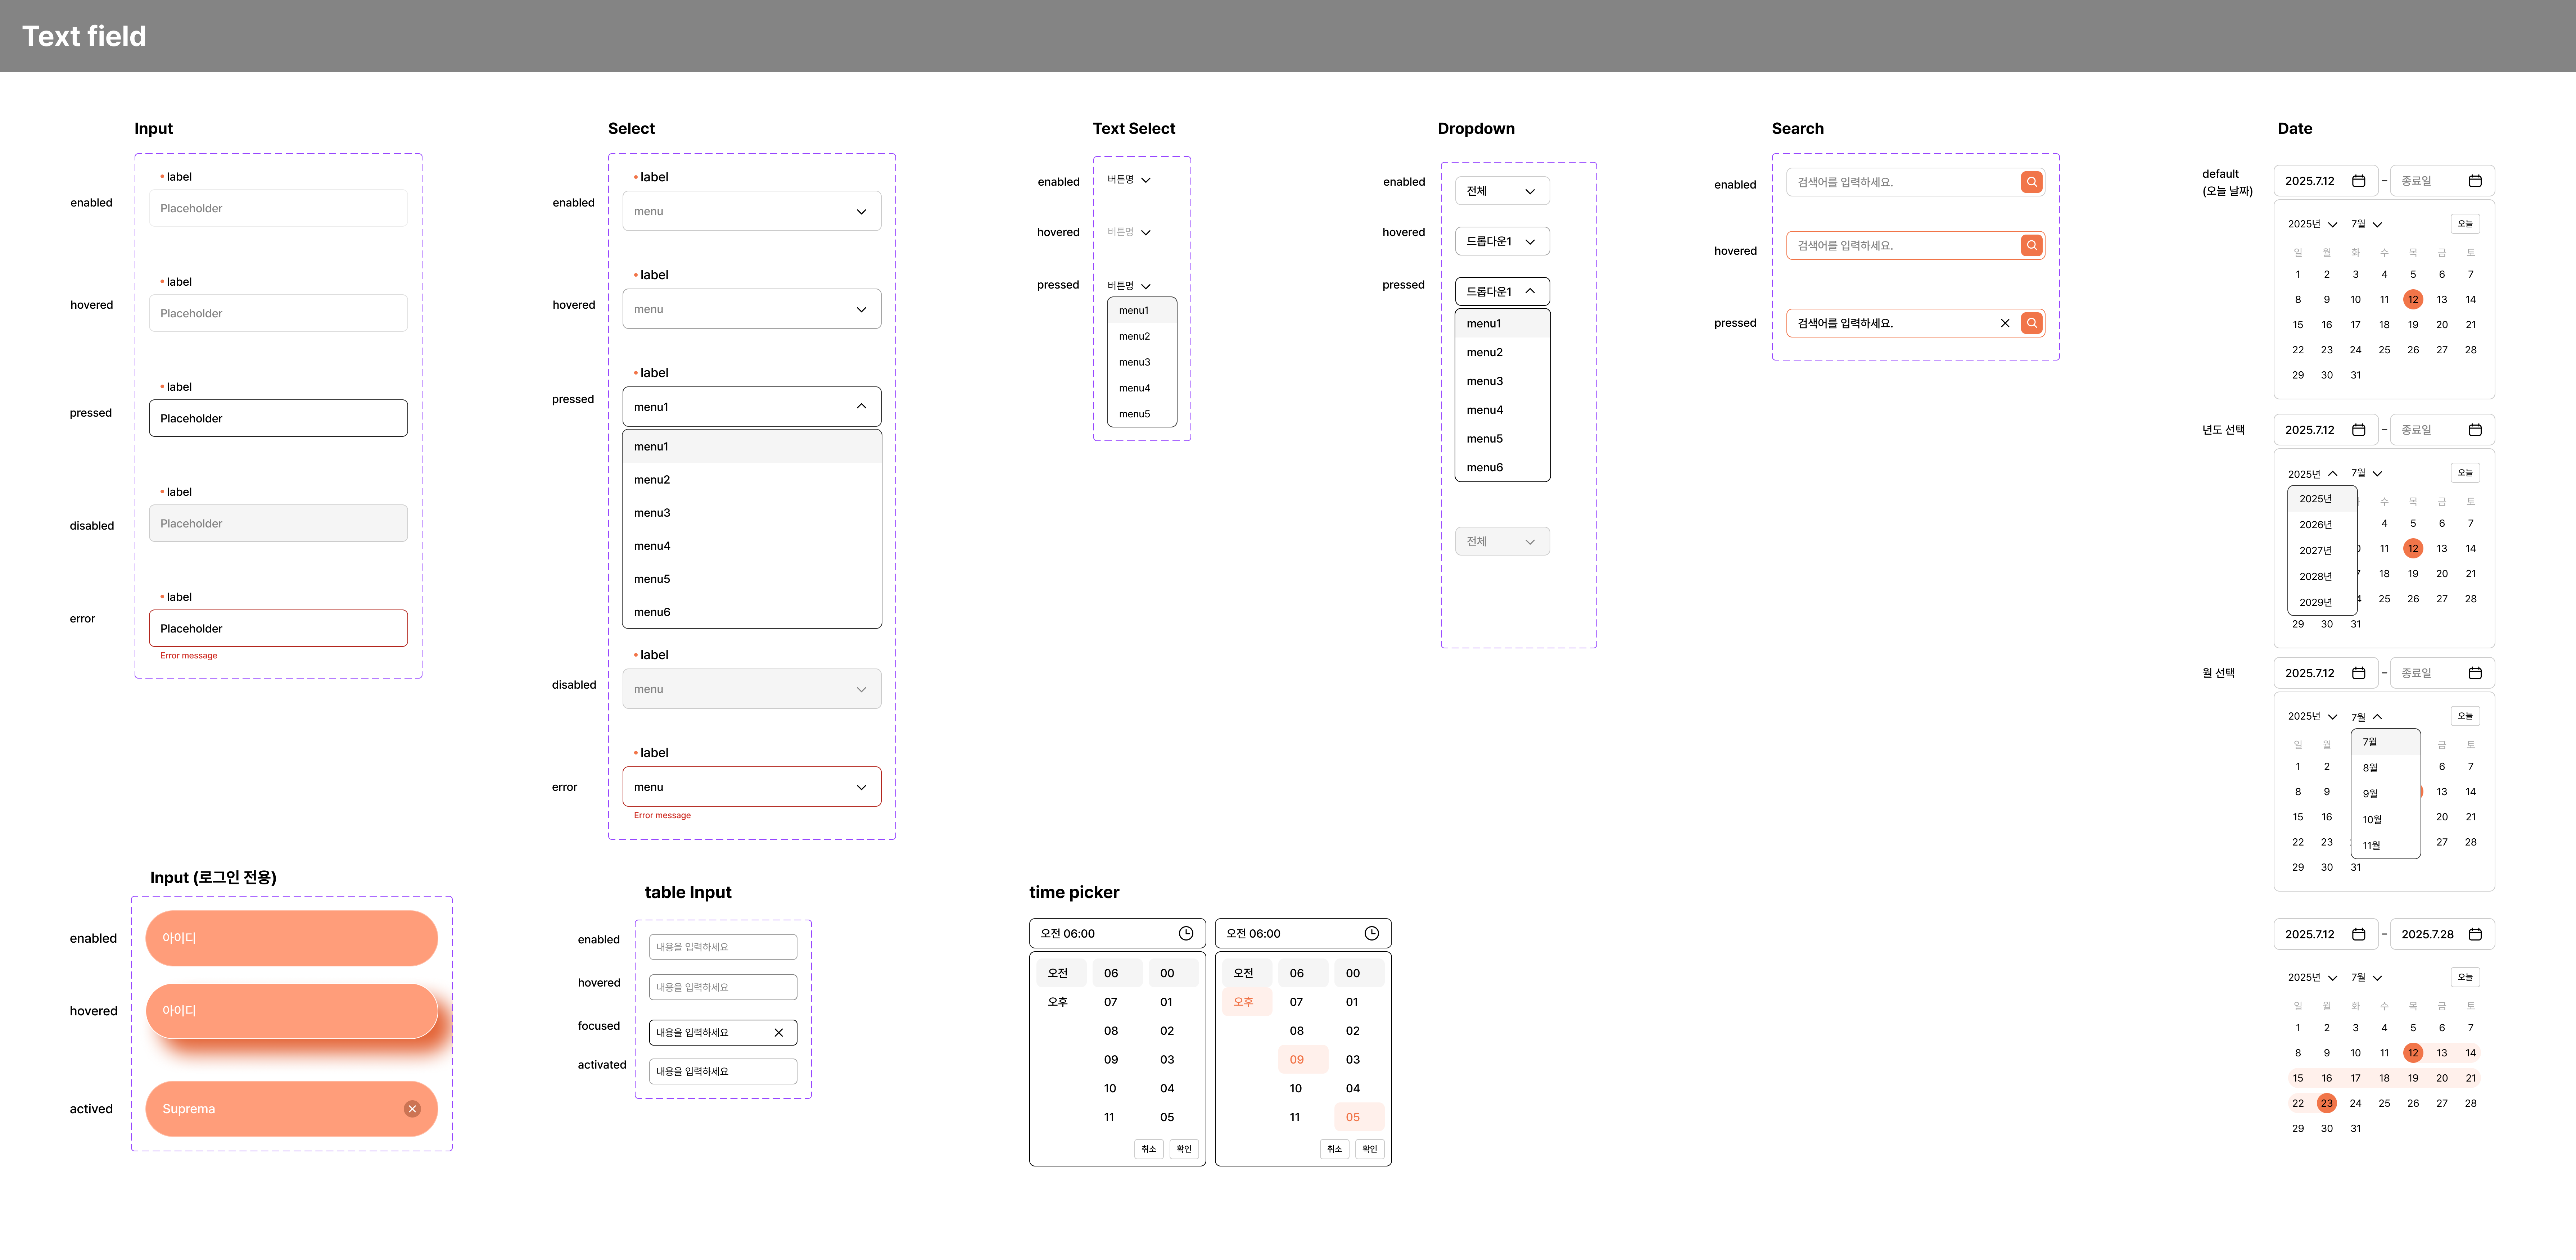 Text field
Input
enabled
• label
Placeholder
hovered
• label
Placeholder
pressed
• label
Placeholder
disabled
• label
Placeholder
error
• label
Placeholder
Error message
Select
enabled
• label
menu
hovered
• label
menu
pressed
• label
menu1
menu1
menu2
menu3
menu4
menu5
menu6
disabled
• label
menu
error
• label
menu
Error message
Text Select
enabled
버튼명
hovered
버튼명
pressed
버튼명
menu1
menu2
menu3
menu4
menu5
Dropdown
enabled
전체
hovered
드롭다운1
pressed
드롭다운1
menu1
menu2
menu3
menu4
menu5
menu6
전체
Search
enabled
검색어를 입력하세요.
hovered
검색어를 입력하세요.
pressed
검색어를 입력하세요.
Date
default
(오늘 날짜)
2025.7.12 – 종료일
2025년 7월 오늘
일 월 화 수 목 금 토
1 2 3 4 5 6 7
8 9 10 11 12 13 14
15 16 17 18 19 20 21
22 23 24 25 26 27 28
29 30 31
년도 선택
2025.7.12 – 종료일
2025년 7월 오늘
수 목 금 토
2025년
2026년
2027년
2028년
2029년
4 5 6 7
11 12 13 14
18 19 20 21
25 26 27 28
29 30 31
월 선택
2025.7.12 – 종료일
2025년 7월 오늘
일 월 금 토
7월
8월
9월
10월
11월
1 2 6 7
8 9 13 14
15 16 20 21
22 23 27 28
29 30 31
2025.7.12 – 2025.7.28
2025년 7월 오늘
일 월 화 수 목 금 토
1 2 3 4 5 6 7
8 9 10 11 12 13 14
15 16 17 18 19 20 21
22 23 24 25 26 27 28
29 30 31
Input (로그인 전용)
enabled
아이디
hovered
아이디
actived
Suprema
table Input
enabled
내용을 입력하세요
hovered
내용을 입력하세요
focused
내용을 입력하세요
activated
내용을 입력하세요
time picker
오전 06:00
오전 06 00
오후 07 01
08 02
09 03
10 04
11 05
취소 확인
오전 06:00
오전 06 00
오후 07 01
08 02
09 03
10 04
11 05
취소 확인